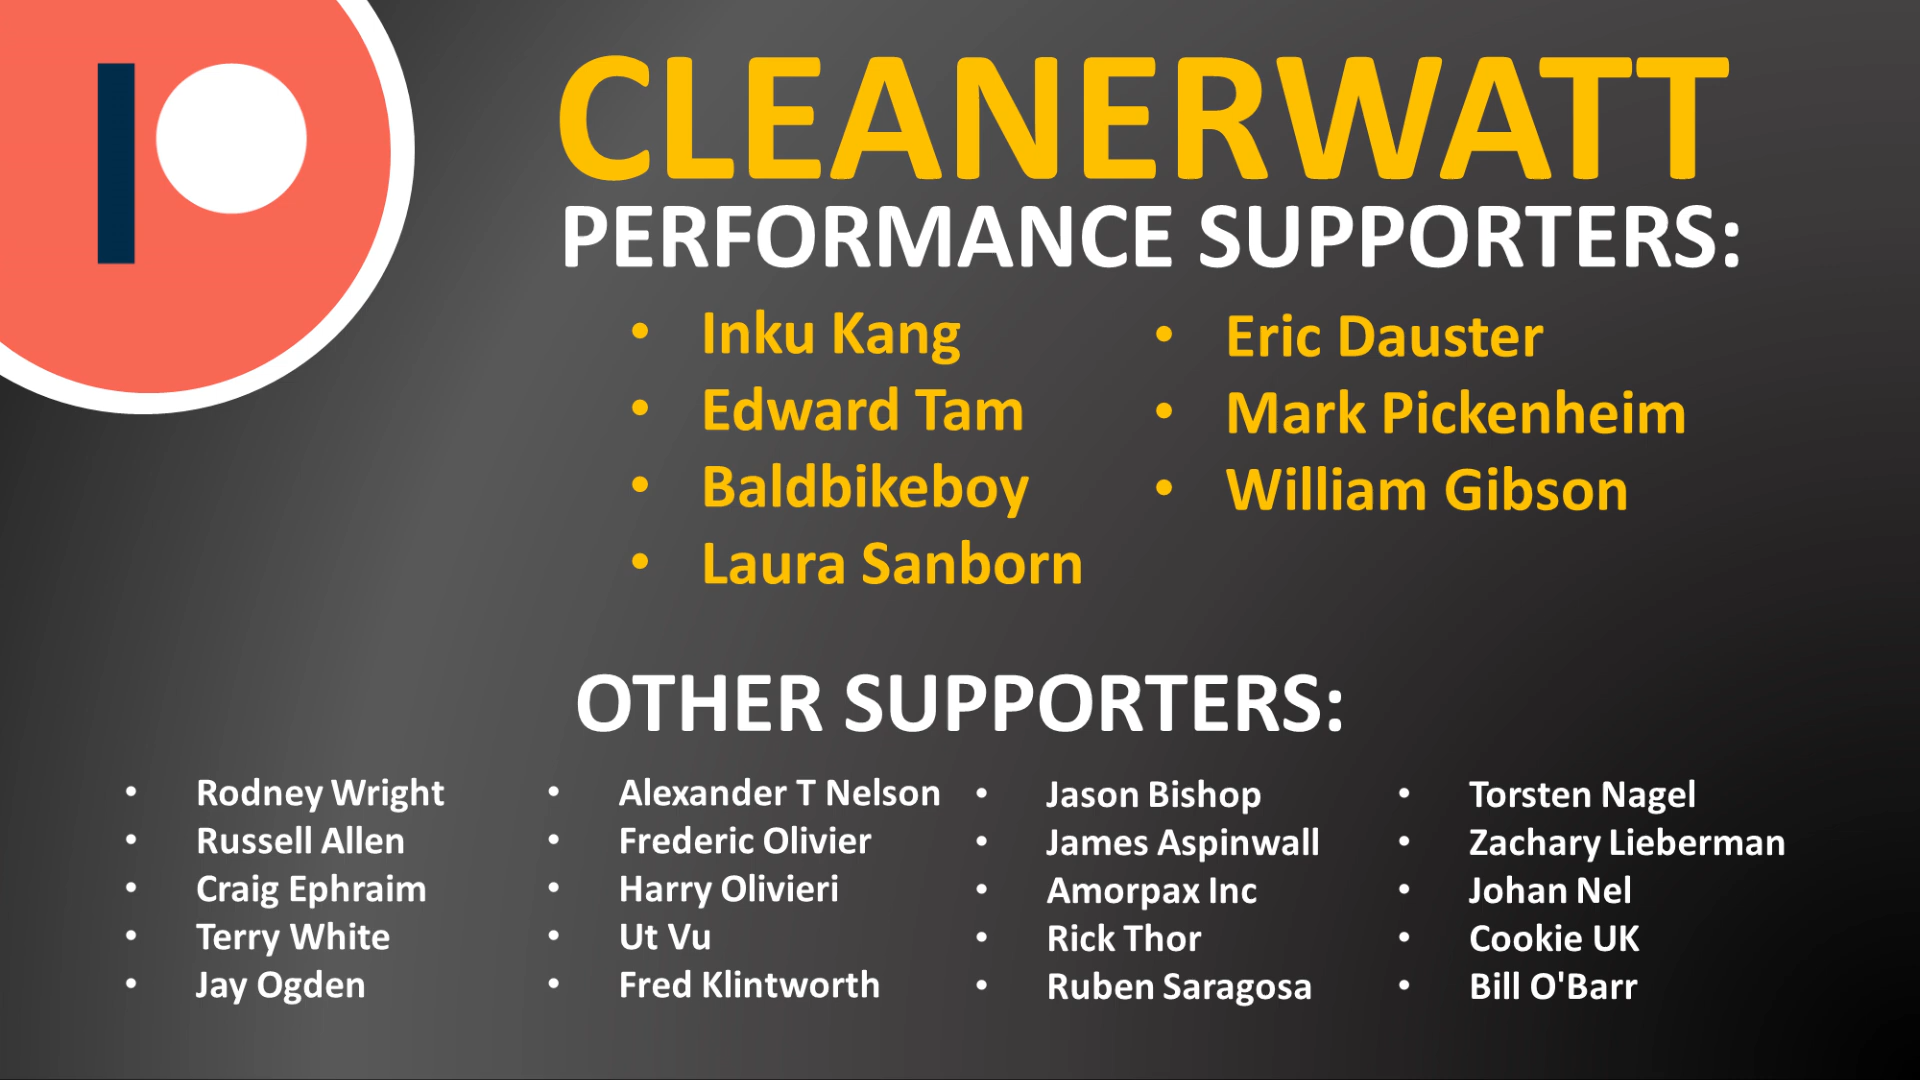 CLEANERWATT
PERFORMANCE SUPPORTERS:
• Inku Kang
• Edward Tam
• Baldbikeboy
• Laura Sanborn
• Eric Dauster
• Mark Pickenheim
• William Gibson
OTHER SUPPORTERS:
• Rodney Wright
• Russell Allen
• Craig Ephraim
• Terry White
• Jay Ogden
• Alexander T Nelson
• Frederic Olivier
• Harry Olivieri
• Ut Vu
• Fred Klintworth
• Jason Bishop
• James Aspinwall
• Amorpax Inc
• Rick Thor
• Ruben Saragosa
• Torsten Nagel
• Zachary Lieberman
• Johan Nel
• Cookie UK
• Bill O'Barr